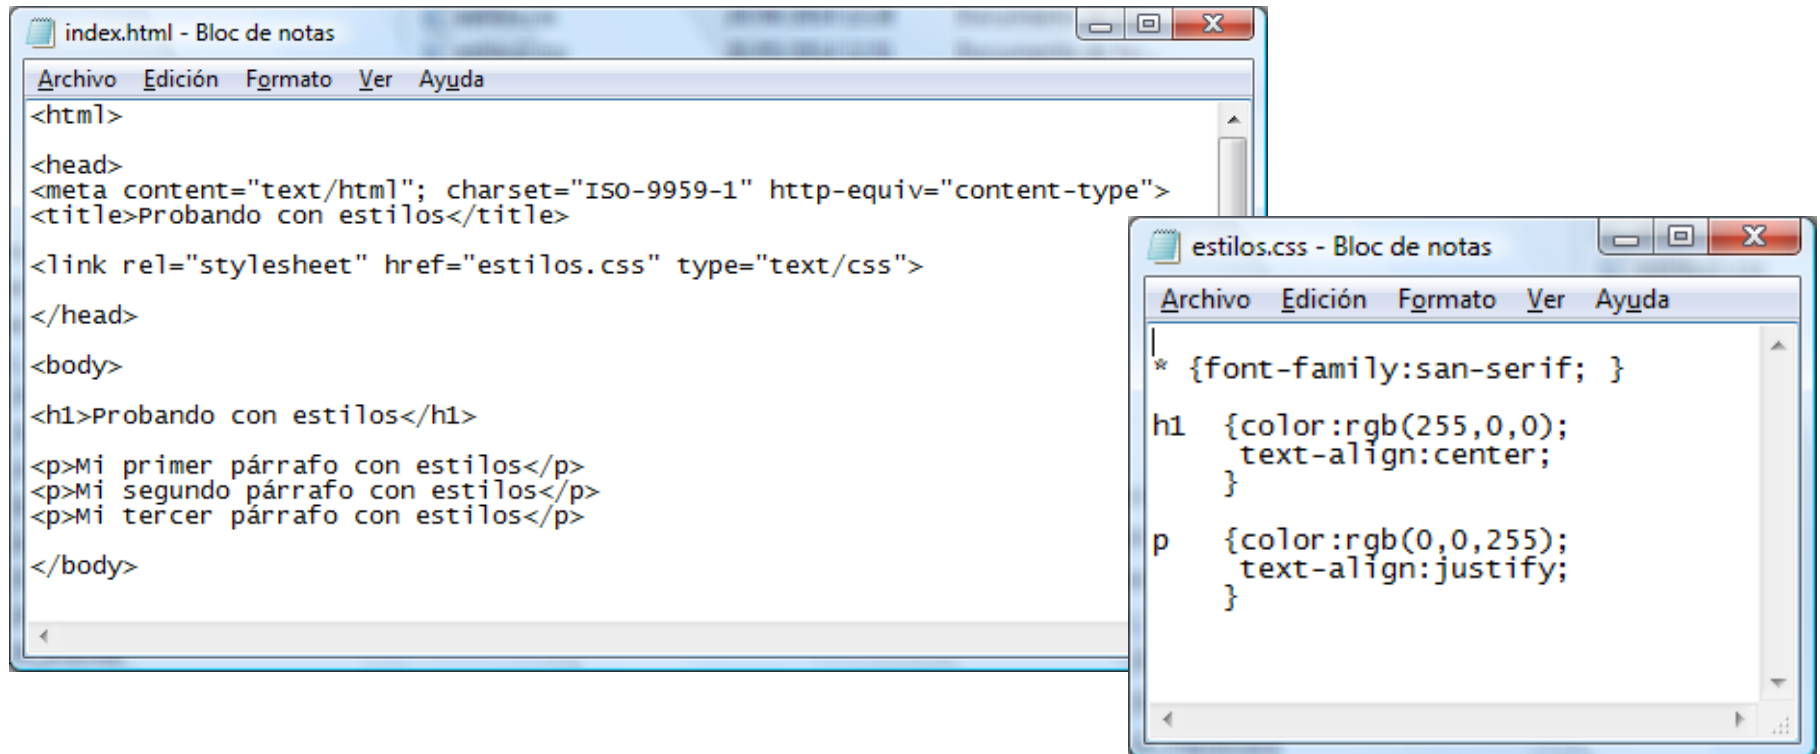 index.html - Bloc de notas
Archivo Edición Formato Ver Ayuda
<html>
<head>
<meta content="text/html"; charset="ISO-9959-1" http-equiv="content-type">
<title>Probando con estilos</title>
<link rel="stylesheet" href="estilos.css" type="text/css">
</head>
<body>
<h1>Probando con estilos</h1>
<p>Mi primer párrafo con estilos</p>
<p>Mi segundo párrafo con estilos</p>
<p>Mi tercer párrafo con estilos</p>
</body>
estilos.css - Bloc de notas
Archivo Edición Formato Ver Ayuda
* {font-family:san-serif; }
h1 {color:rgb(255,0,0);
text-align:center;
}
p {color:rgb(0,0,255);
text-align:justify;
}